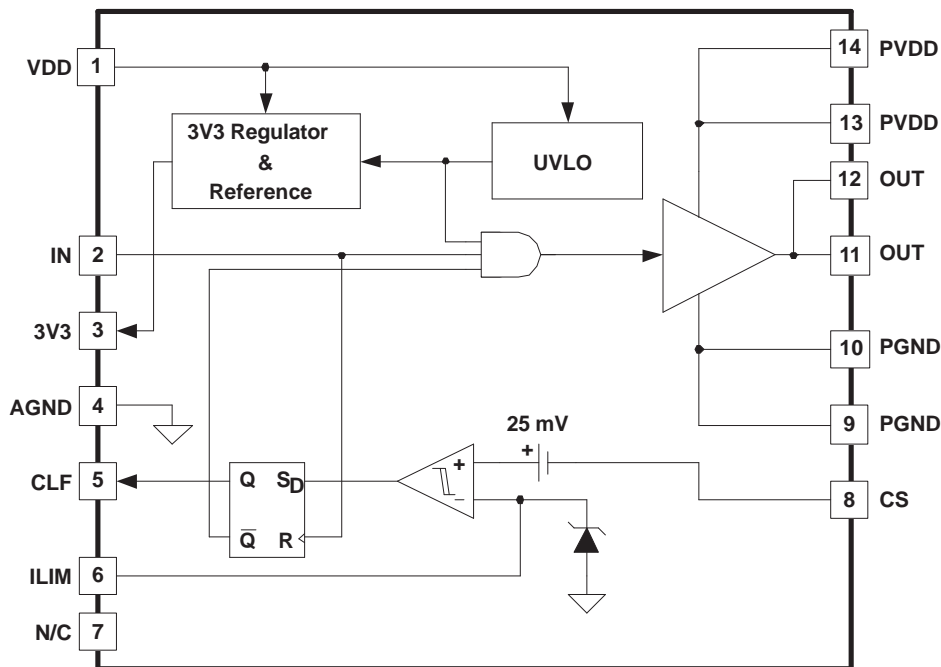 VDD 1
14 PVDD
3V3 Regulator
&
Reference
UVLO
13 PVDD
12 OUT
IN 2
11 OUT
3V3 3
10 PGND
AGND 4
9 PGND
25 mV
+
CLF 5
Q SD
+
−
8 CS
Q̅ R
ILIM 6
N/C 7